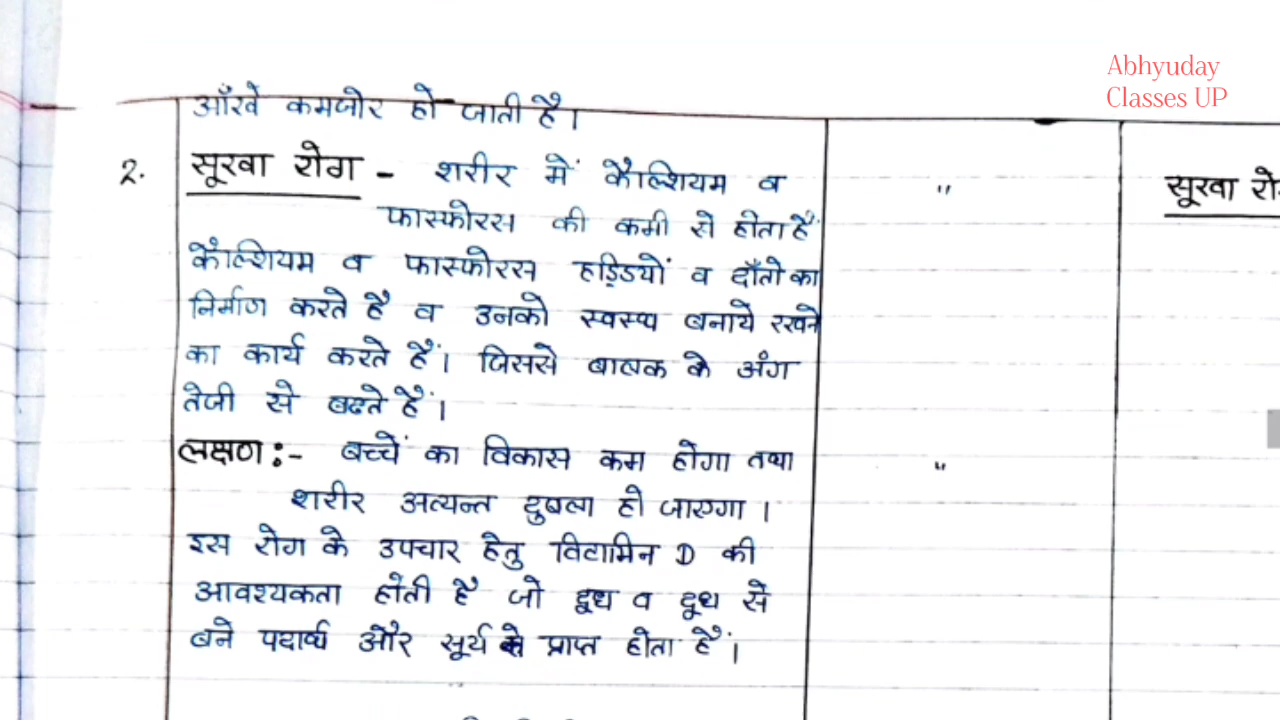 Abhyuday
Classes UP
आँखे कमजोर हो जाती है।
2. सूखा रोग - शरीर में कैल्शियम व " सूखा रो
फास्फोरस की कमी से होता हैं
कैल्शियम व फास्फोरस हड्डियों व दाँतो का
निर्माण करते है व उनको स्वस्थ बनाये रखने
का कार्य करते हैं। जिससे बालक के अंग
तेजी से बढते हैं।
लक्षण :- बच्चें का विकास कम होगा तथा "
शरीर अत्यन्त दुबला हो जाएगा।
इस रोग के उपचार हेतु विटामिन D की
आवश्यकता होती है जो दूध व दूध से
बने पदार्थ और सूर्य से प्राप्त होता हैं।